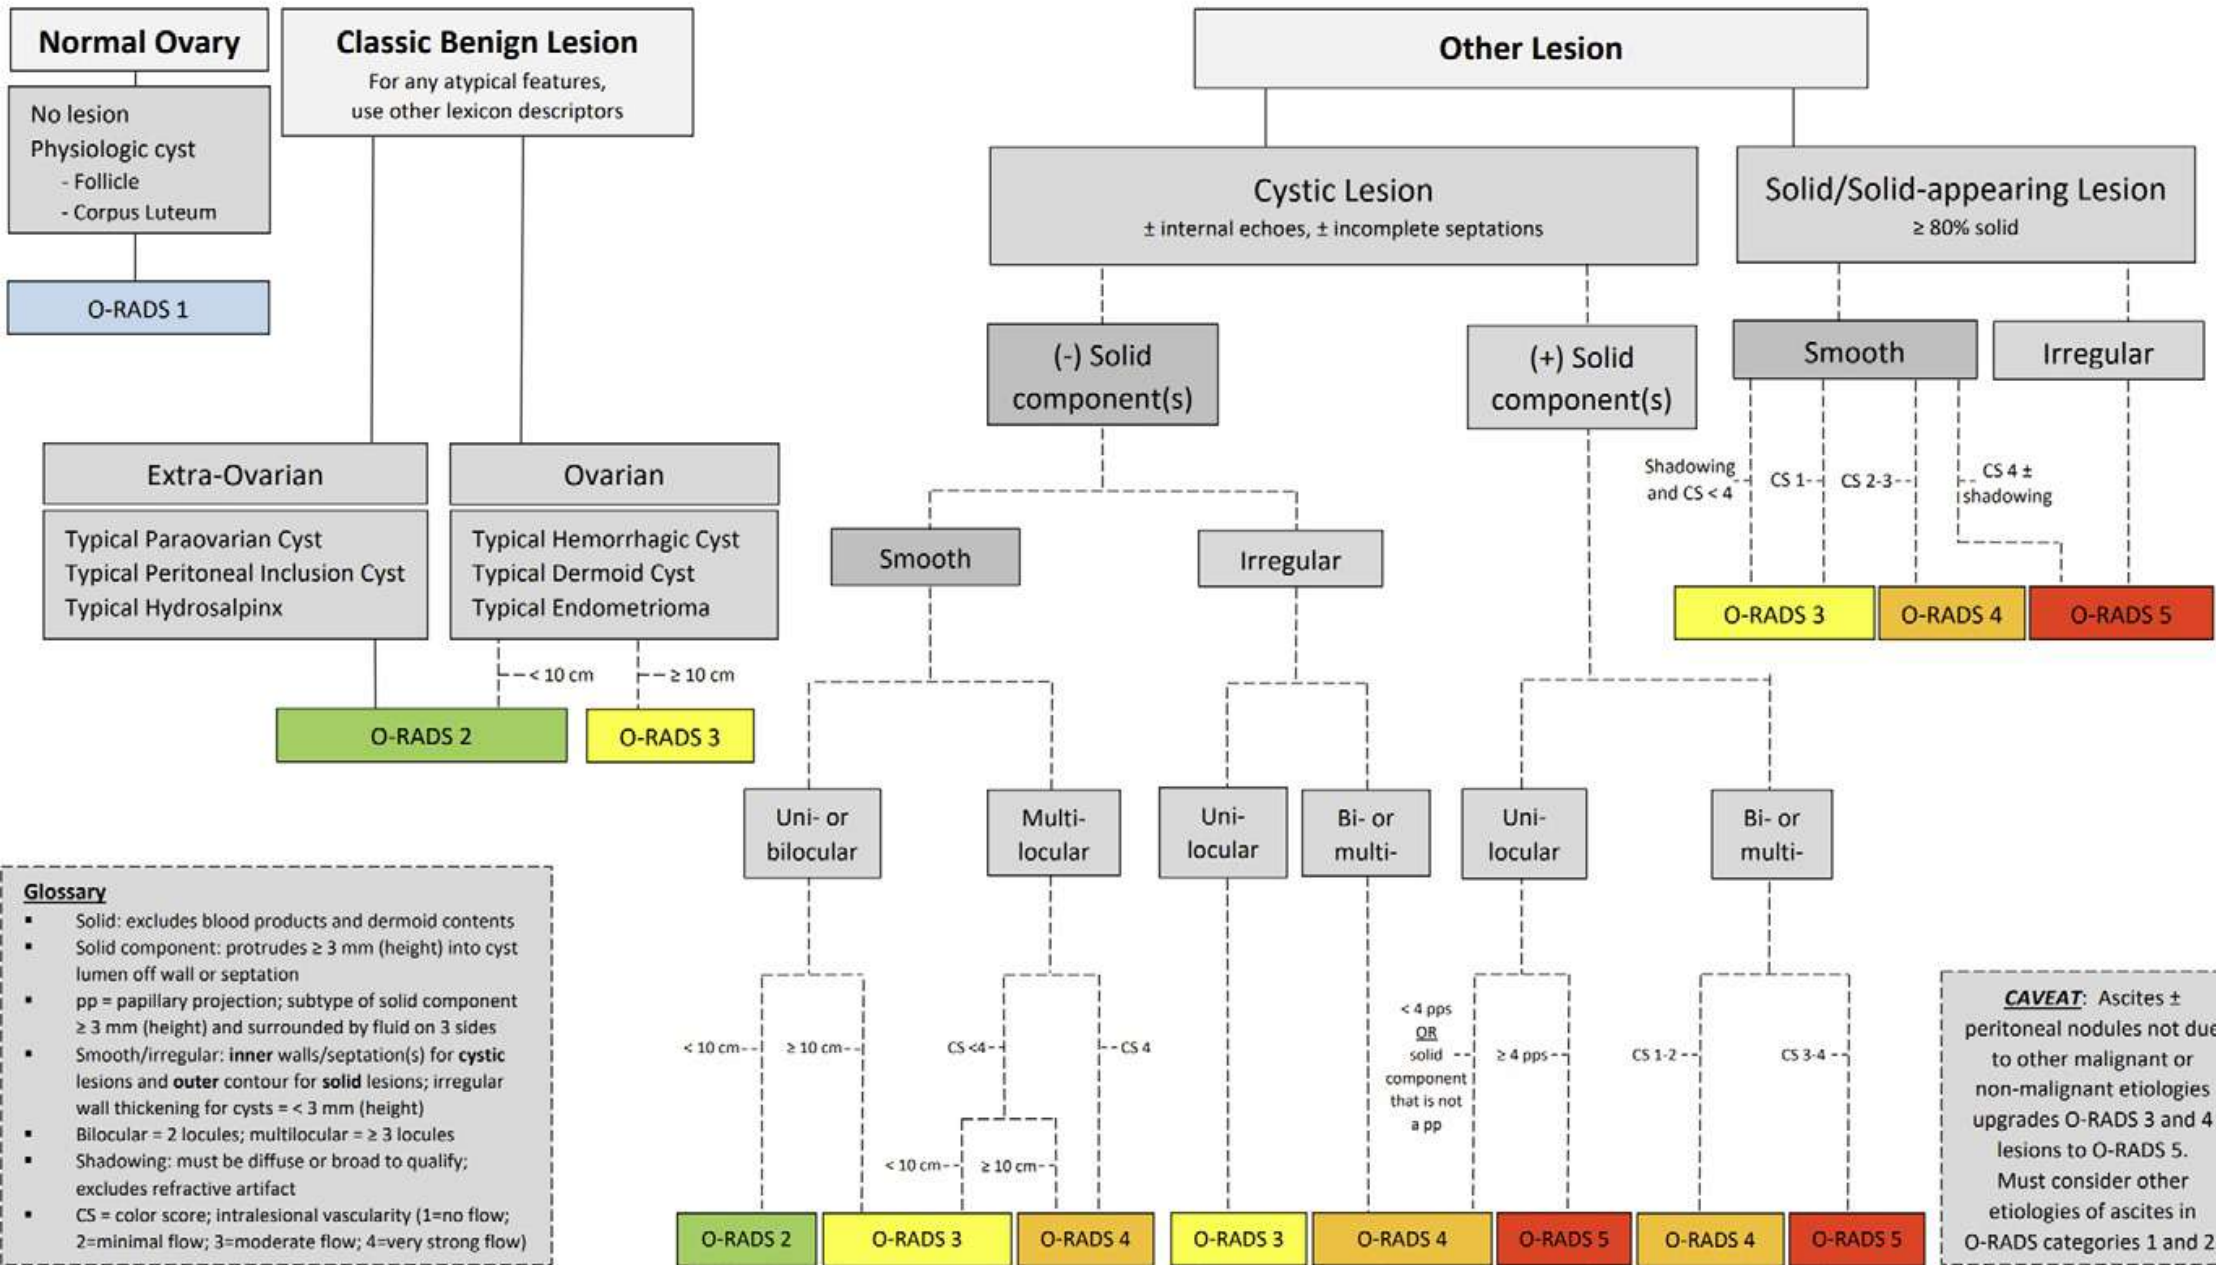 Normal Ovary
No lesion
Physiologic cyst
- Follicle
- Corpus Luteum
O-RADS 1
Classic Benign Lesion
For any atypical features,
use other lexicon descriptors
Extra-Ovarian
Typical Paraovarian Cyst
Typical Peritoneal Inclusion Cyst
Typical Hydrosalpinx
Ovarian
Typical Hemorrhagic Cyst
Typical Dermoid Cyst
Typical Endometrioma
< 10 cm
≥ 10 cm
O-RADS 2
O-RADS 3
Other Lesion
Cystic Lesion
± internal echoes, ± incomplete septations
(-) Solid
component(s)
Smooth
Uni- or
bilocular
< 10 cm
≥ 10 cm
Multi-
locular
CS <4
CS 4
< 10 cm
≥ 10 cm
O-RADS 2
O-RADS 3
O-RADS 4
Irregular
Uni-
locular
Bi- or
multi-
O-RADS 3
O-RADS 4
(+) Solid
component(s)
Uni-
locular
< 4 pps
OR
solid
component
that is not
a pp
≥ 4 pps
O-RADS 5
Bi- or
multi-
CS 1-2
CS 3-4
O-RADS 4
O-RADS 5
Solid/Solid-appearing Lesion
≥ 80% solid
Smooth
Irregular
Shadowing
and CS < 4
CS 1
CS 2-3
CS 4 ±
shadowing
O-RADS 3
O-RADS 4
O-RADS 5
Glossary
▪ Solid: excludes blood products and dermoid contents
▪ Solid component: protrudes ≥ 3 mm (height) into cyst
lumen off wall or septation
▪ pp = papillary projection; subtype of solid component
≥ 3 mm (height) and surrounded by fluid on 3 sides
▪ Smooth/irregular: inner walls/septation(s) for cystic
lesions and outer contour for solid lesions; irregular
wall thickening for cysts = < 3 mm (height)
▪ Bilocular = 2 locules; multilocular = ≥ 3 locules
▪ Shadowing: must be diffuse or broad to qualify;
excludes refractive artifact
▪ CS = color score; intralesional vascularity (1=no flow;
2=minimal flow; 3=moderate flow; 4=very strong flow)
CAVEAT: Ascites ±
peritoneal nodules not due
to other malignant or
non-malignant etiologies
upgrades O-RADS 3 and 4
lesions to O-RADS 5.
Must consider other
etiologies of ascites in
O-RADS categories 1 and 2